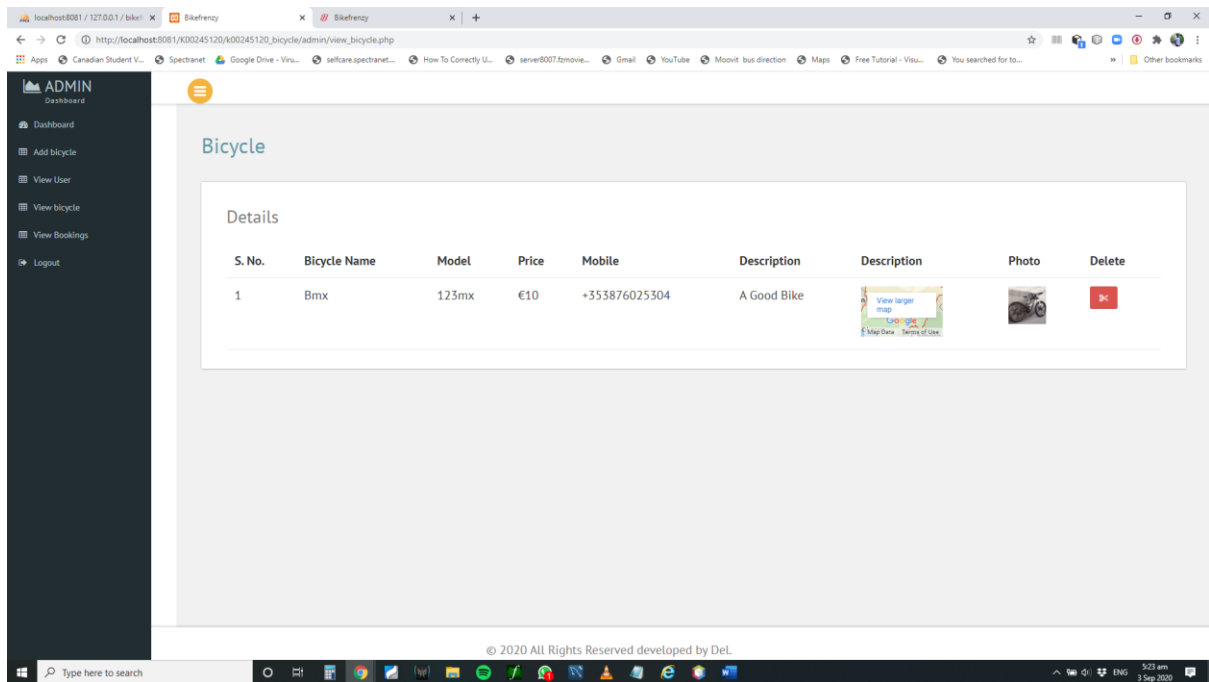 localhost:8081 / 127.0.0.1 / bikef
Bikefrenzy
Bikefrenzy
http://localhost:8081/K00245120/k00245120_bicycle/admin/view_bicycle.php
Apps Canadian Student V... Spectranet Google Drive - Viru... selfcare.spectranet.... How To Correctly U... server8007.fzmovie... Gmail YouTube Moovit bus direction Maps Free Tutorial - Visu... You searched for to... » Other bookmarks
ADMIN
Dashboard
Dashboard
Add bicycle
View User
View bicycle
View Bookings
Logout
Bicycle
Details
S. No. Bicycle Name Model Price Mobile Description Description Photo Delete
1 Bmx 123mx €10 +353876025304 A Good Bike
View larger
map
Google
Map Data Terms of Use
© 2020 All Rights Reserved developed by DeL
Type here to search
ENG
5:23 am
3 Sep 2020